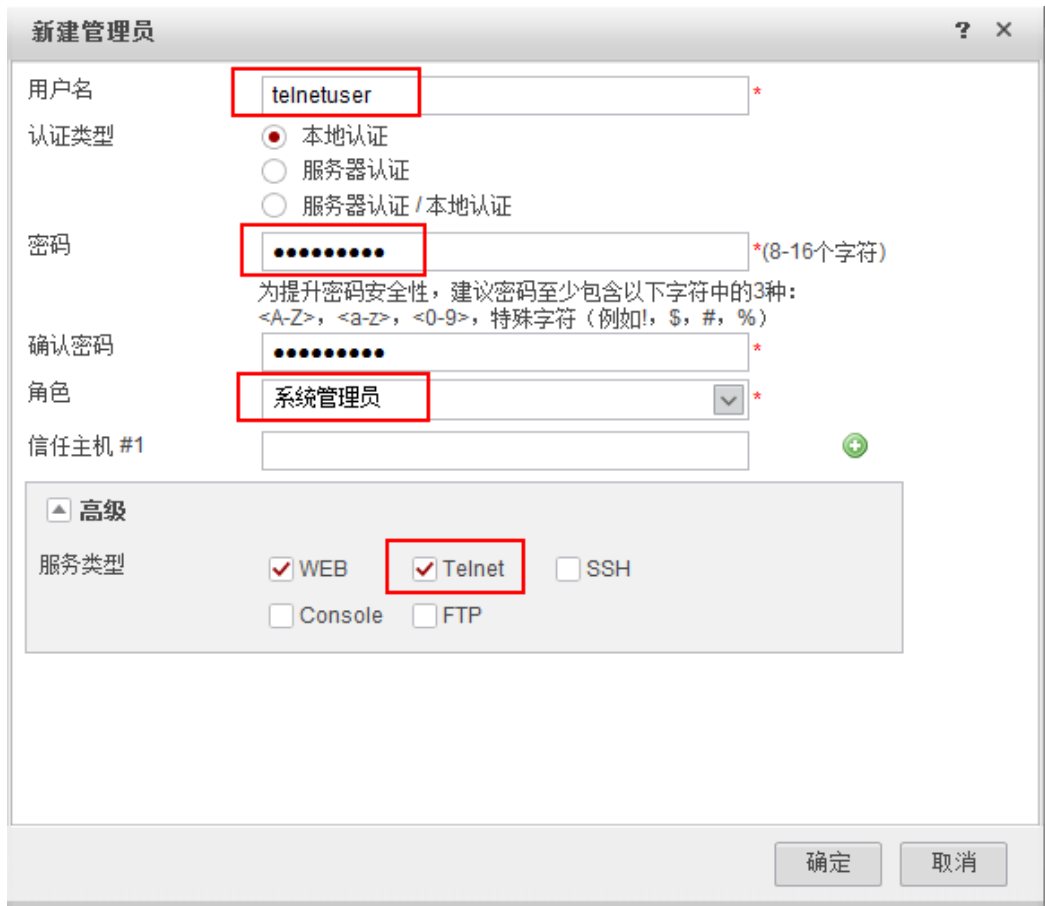 新建管理员 ? ×
用户名 telnetuser *
认证类型 本地认证
服务器认证
服务器认证 / 本地认证
密码 ●●●●●●●●● *(8-16个字符)
为提升密码安全性，建议密码至少包含以下字符中的3种：
<A-Z>，<a-z>，<0-9>，特殊字符（例如!，$，#，%）
确认密码 ●●●●●●●●● *
角色 系统管理员 *
信任主机 #1
高级
服务类型 WEB Telnet SSH
Console FTP
确定 取消